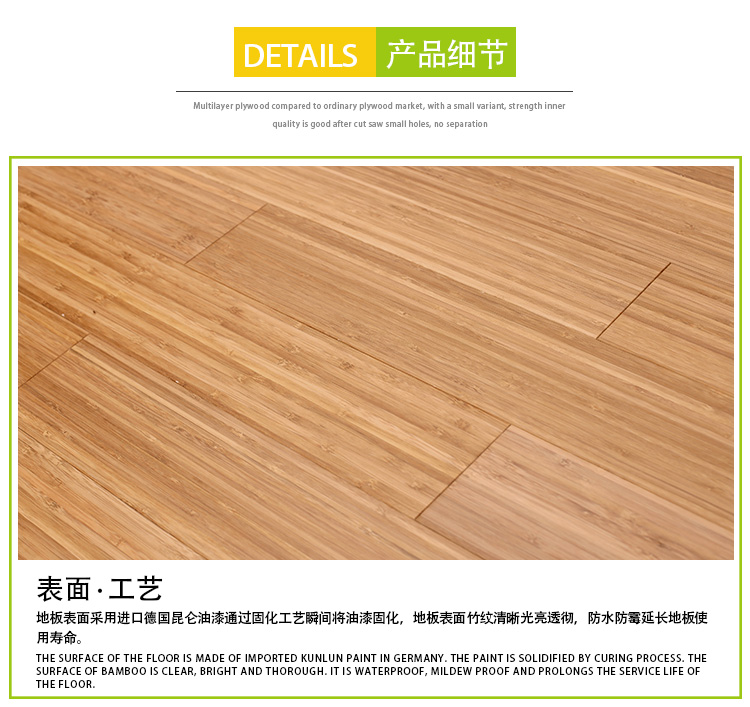 DETAILS 产品细节
Multilayer plywood compared to ordinary plywood market, with a small variant, strength inner
quality is good after cut saw small holes, no separation
表面·工艺
地板表面采用进口德国昆仑油漆通过固化工艺瞬间将油漆固化，地板表面竹纹清晰光亮透彻，防水防霉延长地板使
用寿命。
THE SURFACE OF THE FLOOR IS MADE OF IMPORTED KUNLUN PAINT IN GERMANY. THE PAINT IS SOLIDIFIED BY CURING PROCESS. THE
SURFACE OF BAMBOO IS CLEAR, BRIGHT AND THOROUGH. IT IS WATERPROOF, MILDEW PROOF AND PROLONGS THE SERVICE LIFE OF
THE FLOOR.